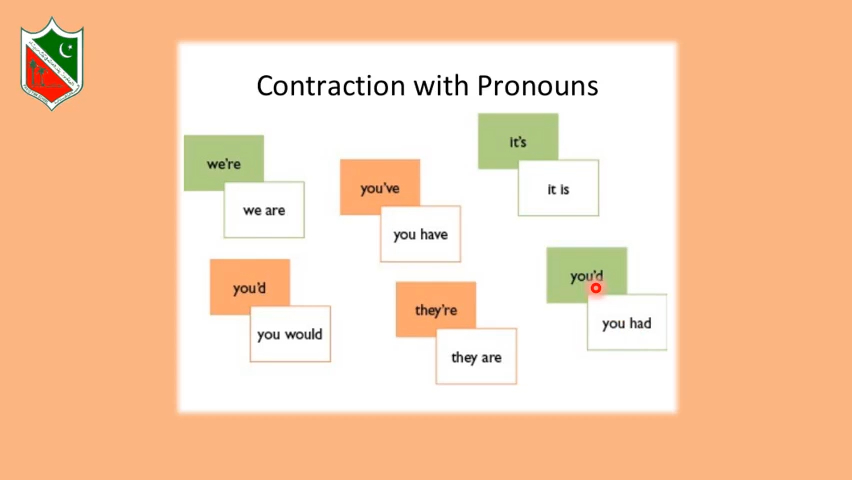 Contraction with Pronouns
we're
we are
you've
you have
it's
it is
you'd
you would
they're
they are
you'd
you had